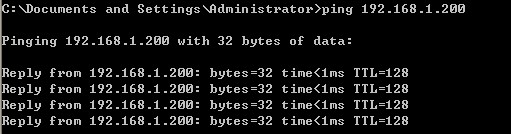 C:\Documents and Settings\Administrator>ping 192.168.1.200
Pinging 192.168.1.200 with 32 bytes of data:
Reply from 192.168.1.200: bytes=32 time<1ms TTL=128
Reply from 192.168.1.200: bytes=32 time<1ms TTL=128
Reply from 192.168.1.200: bytes=32 time<1ms TTL=128
Reply from 192.168.1.200: bytes=32 time<1ms TTL=128